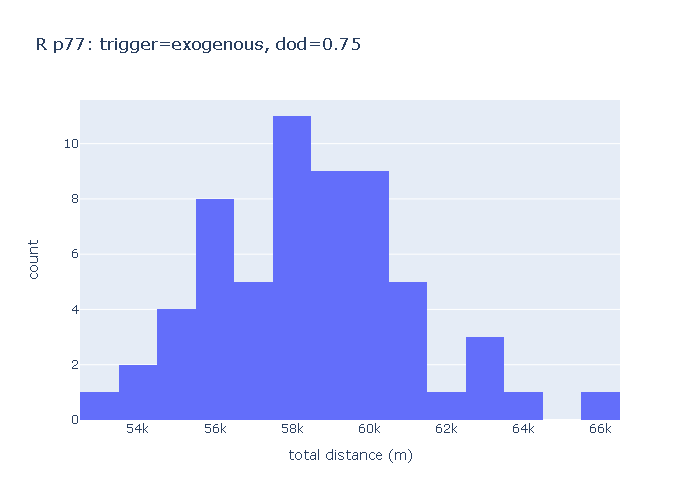 R p77: trigger=exogenous, dod=0.75
count
10
8
6
4
2
0
54k 56k 58k 60k 62k 64k 66k
total distance (m)